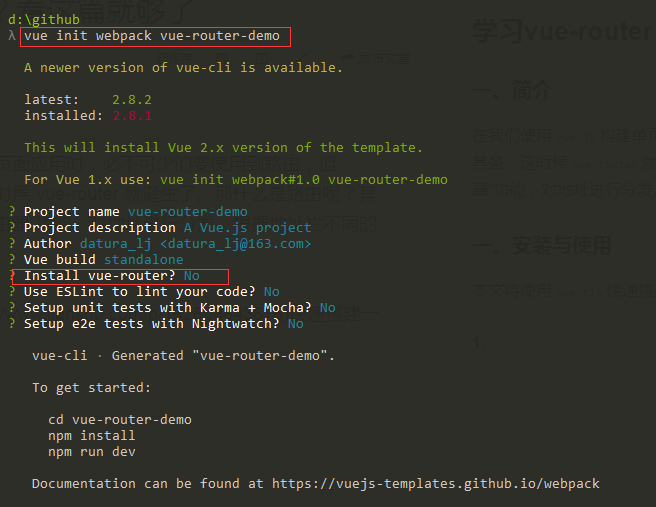 d:\github
λ vue init webpack vue-router-demo
A newer version of vue-cli is available.
latest: 2.8.2
installed: 2.8.1
This will install Vue 2.x version of the template.
For Vue 1.x use: vue init webpack#1.0 vue-router-demo
? Project name vue-router-demo
? Project description A Vue.js project
? Author datura_lj <datura_lj@163.com>
? Vue build standalone
? Install vue-router? No
? Use ESLint to lint your code? No
? Setup unit tests with Karma + Mocha? No
? Setup e2e tests with Nightwatch? No
vue-cli · Generated "vue-router-demo".
To get started:
cd vue-router-demo
npm install
npm run dev
Documentation can be found at https://vuejs-templates.github.io/webpack
学习vue-router
一、简介
一、安装与使用